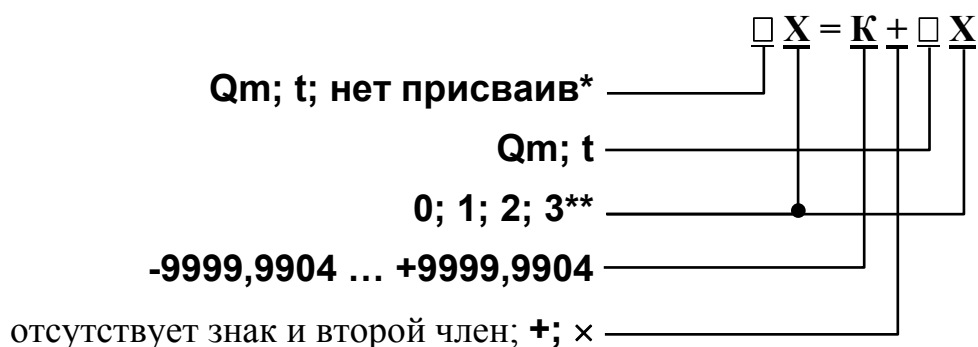 □ X = К + □ X
Qm; t; нет присваив*
Qm; t
0; 1; 2; 3**
-9999,9904 … +9999,9904
отсутствует знак и второй член; +; ×